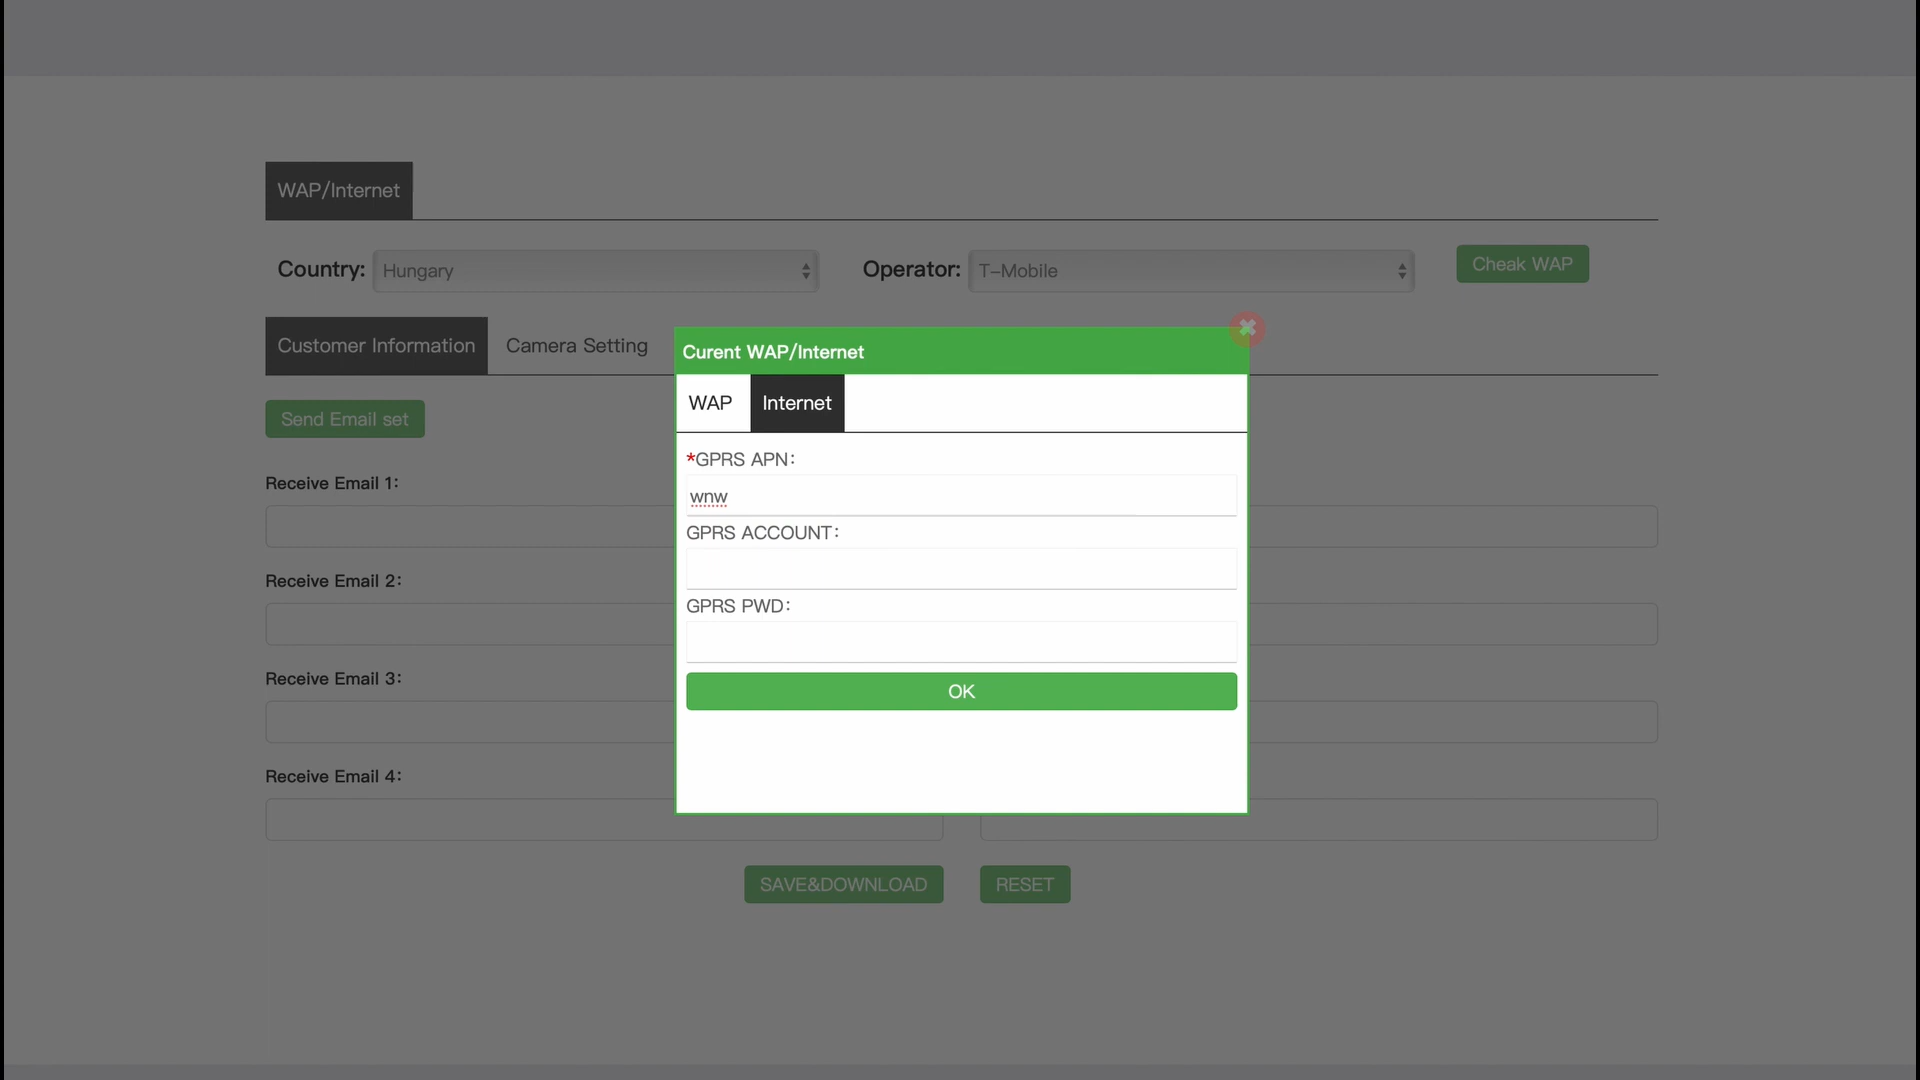 WAP/Internet
Country: Hungary Operator: T-Mobile Cheak WAP
Customer Information Camera Setting
Curent WAP/Internet
WAP Internet
Send Email set
*GPRS APN:
wnw
GPRS ACCOUNT:
GPRS PWD:
OK
Receive Email 1:
Receive Email 2:
Receive Email 3:
Receive Email 4:
SAVE&DOWNLOAD RESET